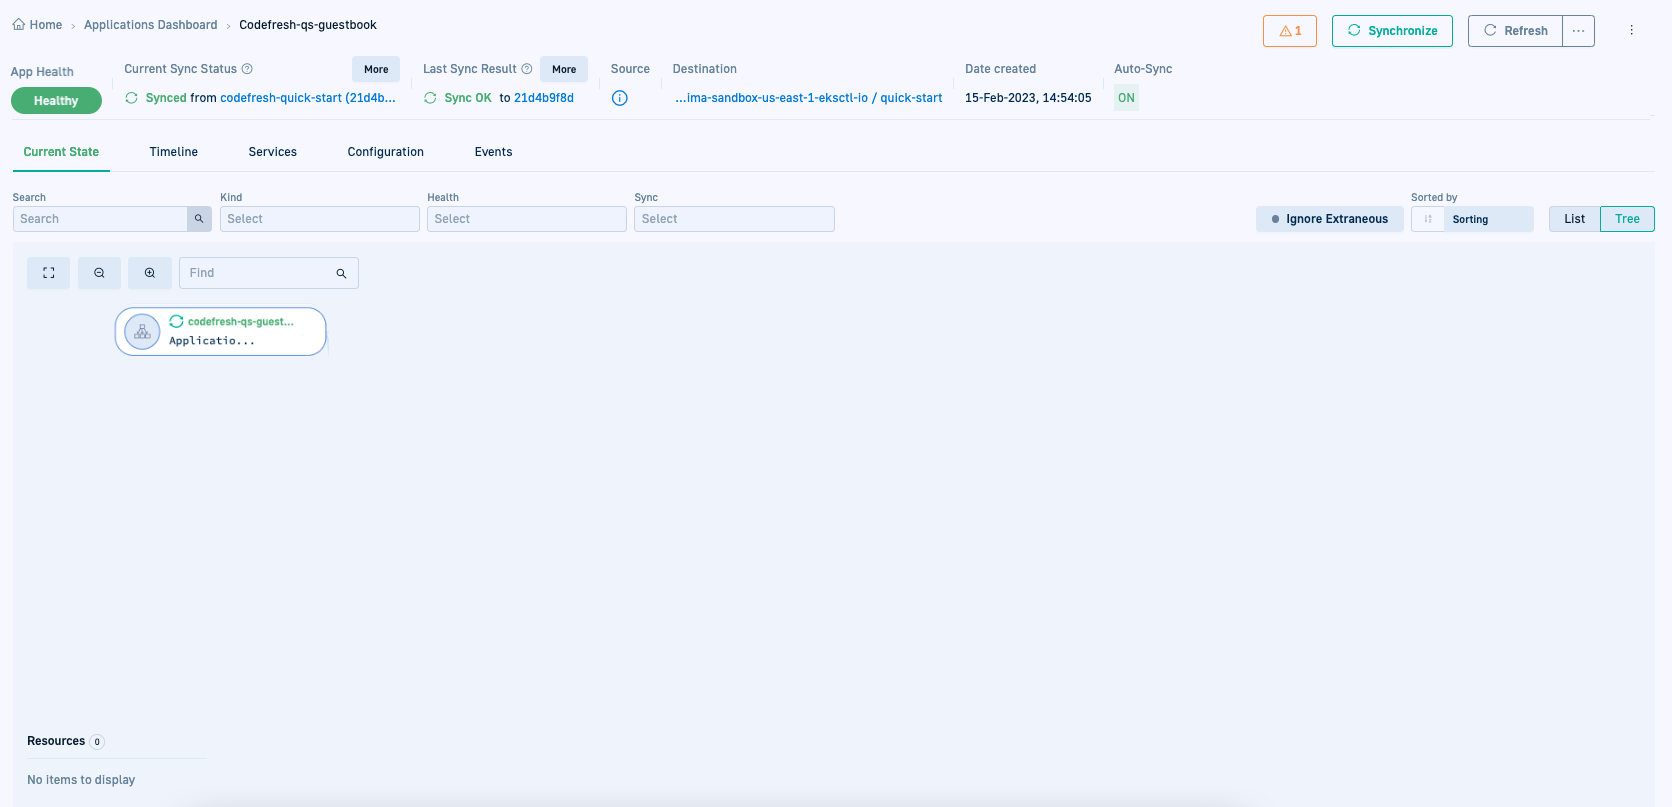 Home > Applications Dashboard > Codefresh-qs-guestbook
1 Synchronize Refresh ...
App Health
Healthy
Current Sync Status More
Synced from codefresh-quick-start (21d4b...
Last Sync Result More
Sync OK to 21d4b9f8d
Source
Destination
...ima-sandbox-us-east-1-eksctl-io / quick-start
Date created
15-Feb-2023, 14:54:05
Auto-Sync
ON
Current State Timeline Services Configuration Events
Search
Search
Kind
Select
Health
Select
Sync
Select
Ignore Extraneous
Sorted by
Sorting
List Tree
Find
codefresh-qs-guest...
Applicatio...
Resources 0
No items to display